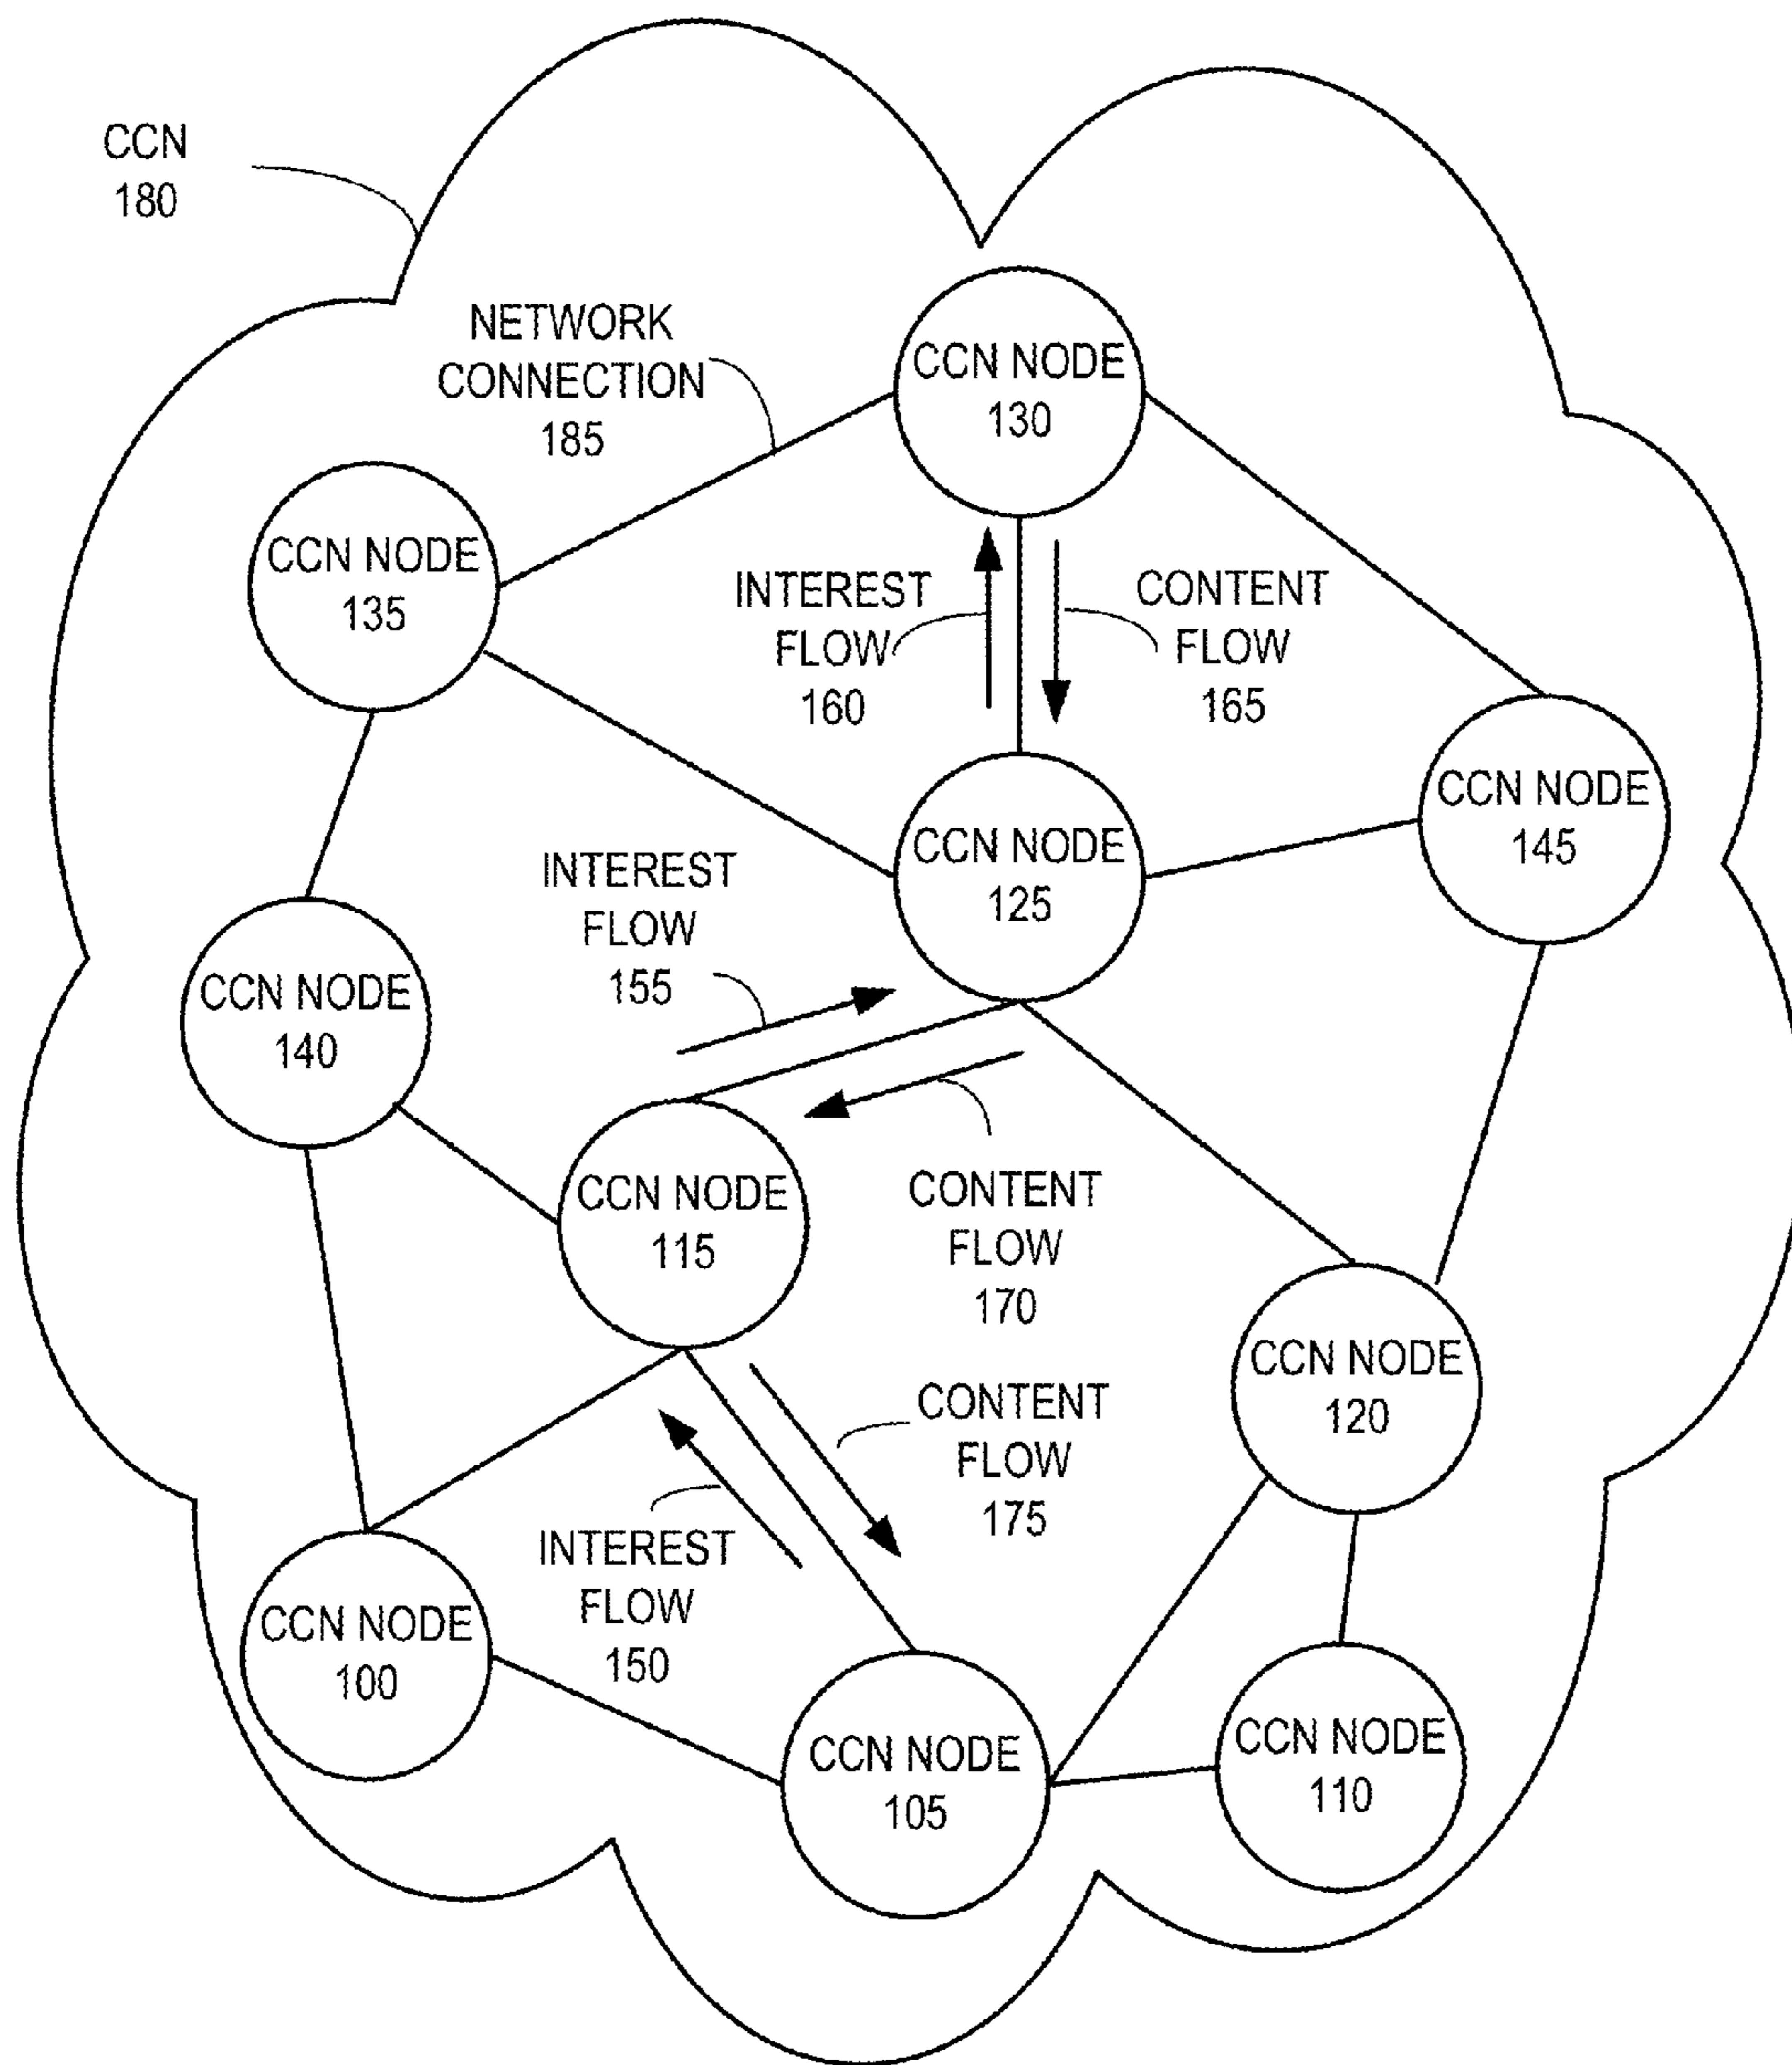 CCN
180
NETWORK
CONNECTION
185
CCN NODE
130
CCN NODE
135
INTEREST
FLOW
160
CONTENT
FLOW
165
CCN NODE
145
CCN NODE
125
INTEREST
FLOW
155
CCN NODE
140
CCN NODE
115
CONTENT
FLOW
170
CCN NODE
120
CONTENT
FLOW
175
INTEREST
FLOW
150
CCN NODE
100
CCN NODE
105
CCN NODE
110